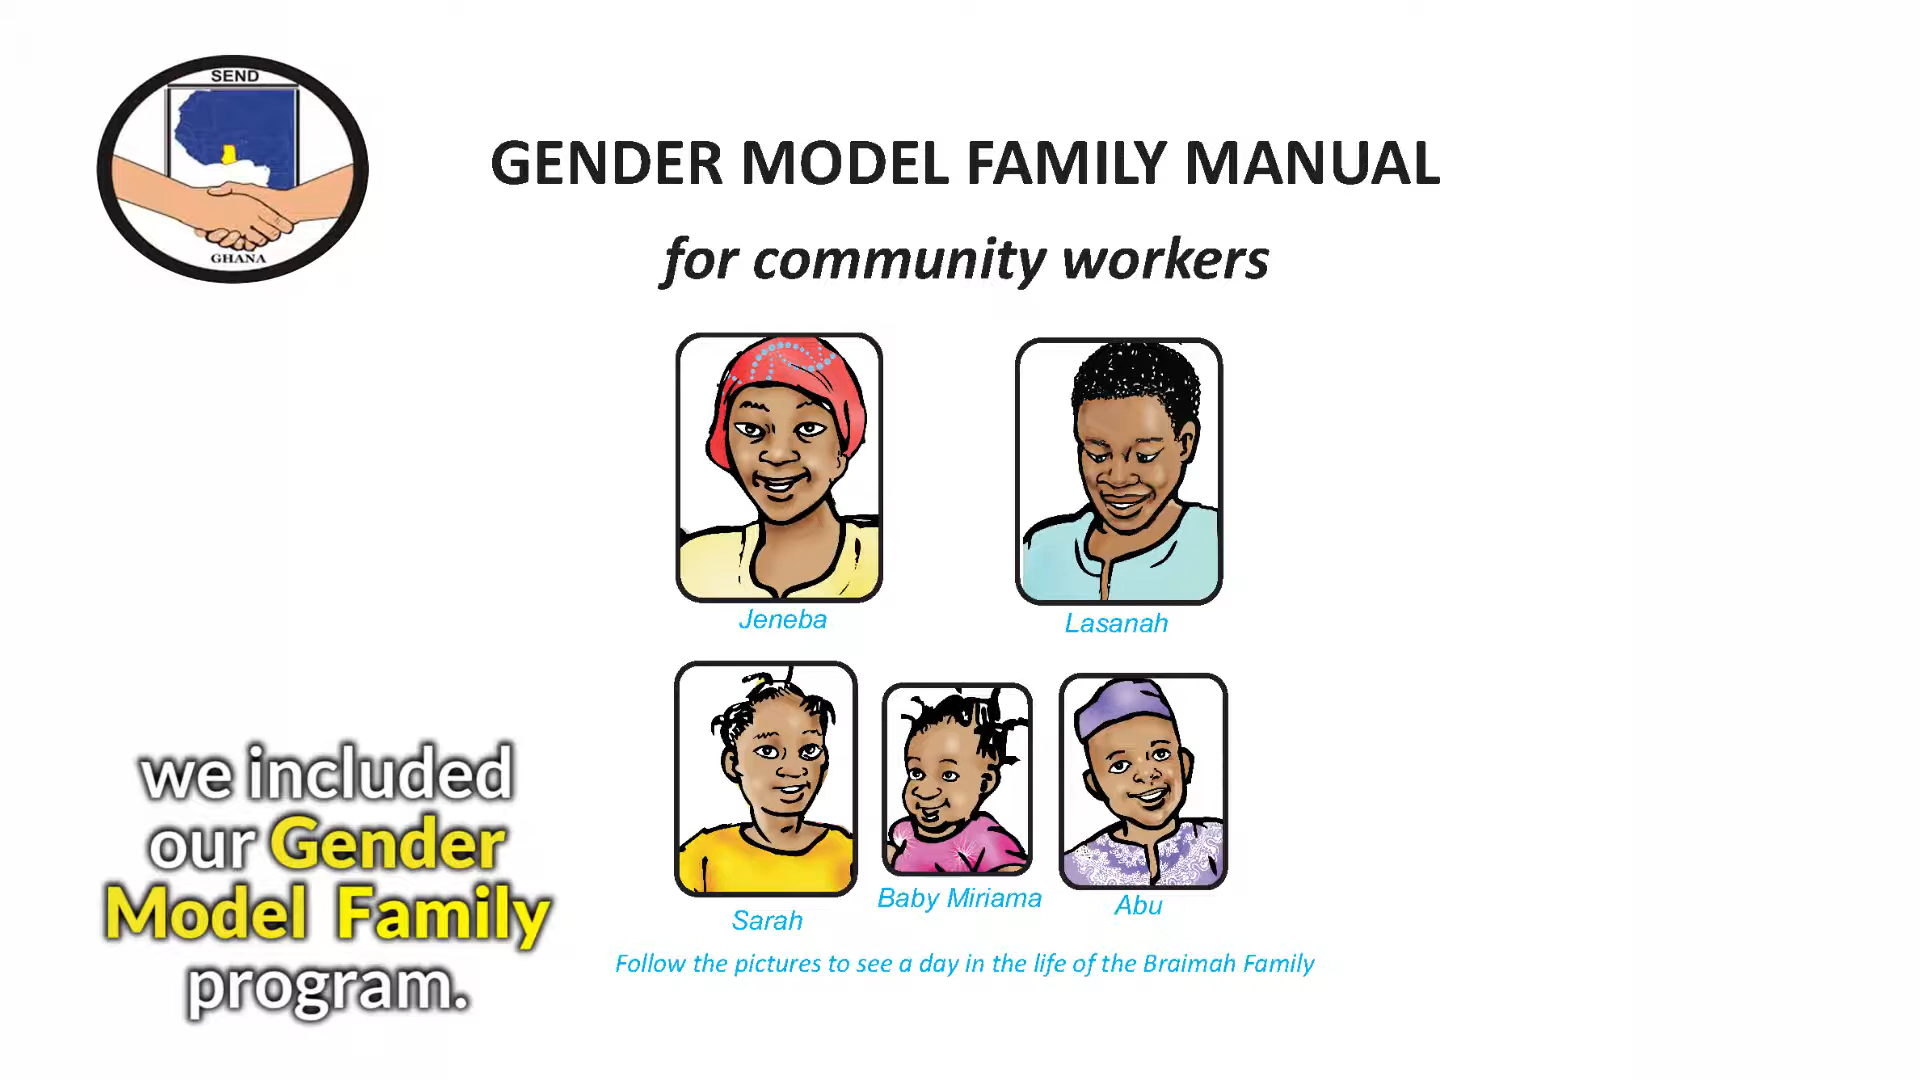 SEND
GHANA
GENDER MODEL FAMILY MANUAL
for community workers
Jeneba
Lasanah
Sarah
Baby Miriama
Abu
Follow the pictures to see a day in the life of the Braimah Family
we included
our Gender
Model Family
program.